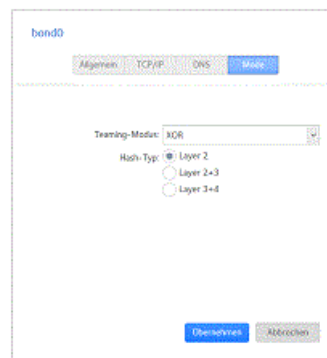 bond0
Allgemein TCP/IP DNS Mode
Teaming-Modus: XOR
Hash-Typ: Layer 2
Layer 2+3
Layer 3+4
Übernehmen Abbrechen